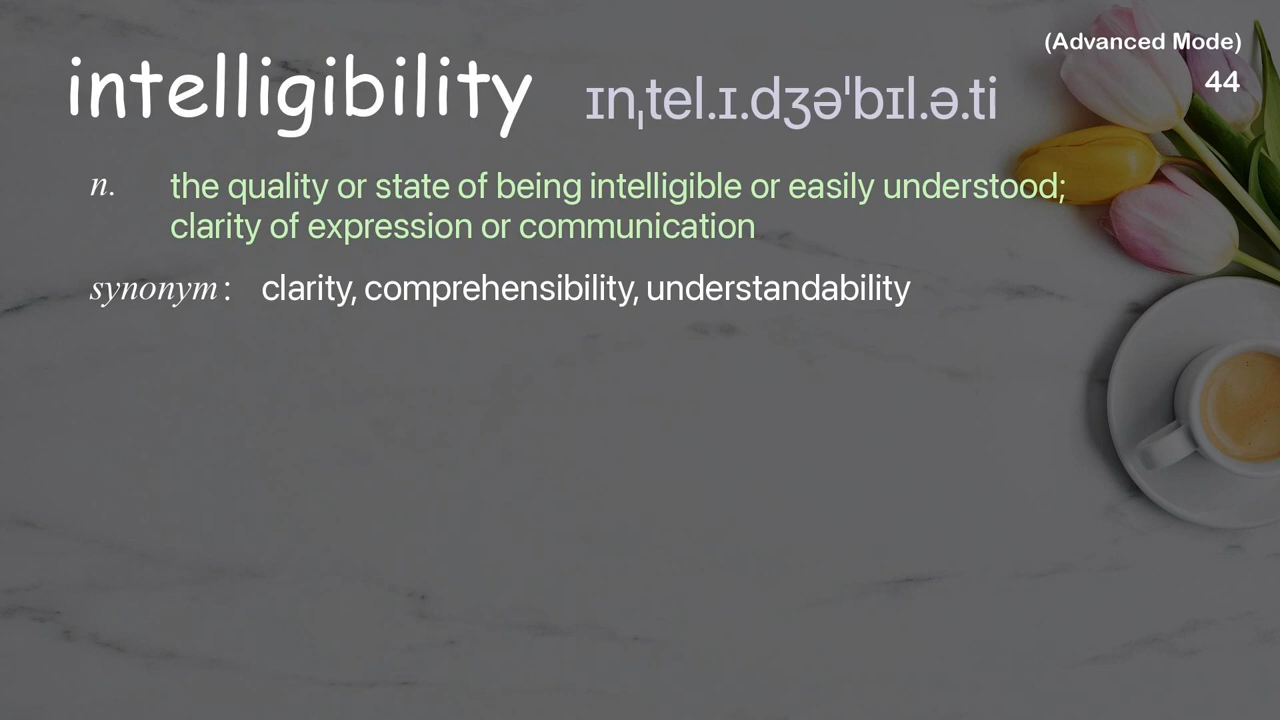 (Advanced Mode)
intelligibility ɪnˌtel.ɪ.dʒəˈbɪl.ə.ti 44
n. the quality or state of being intelligible or easily understood;
clarity of expression or communication
synonym: clarity, comprehensibility, understandability